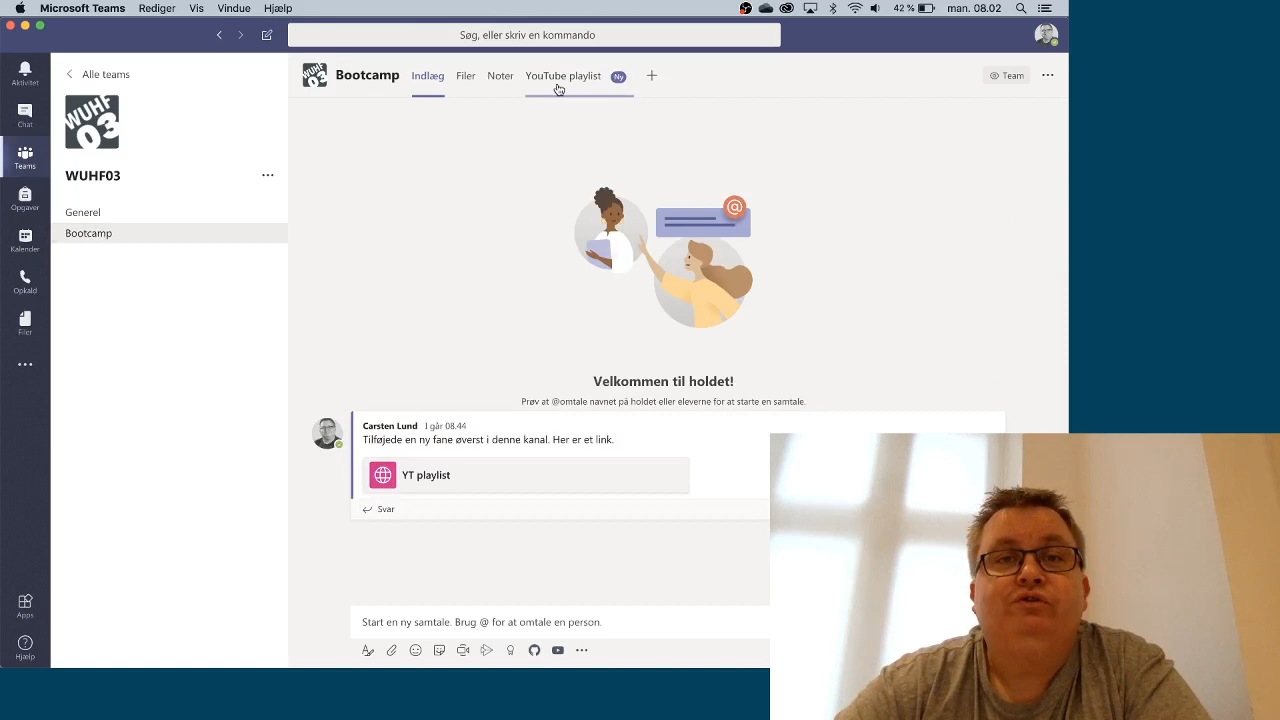 Microsoft Teams Rediger Vis Vindue Hjælp 42 % man. 08.02
Søg, eller skriv en kommando
Aktivitet
Chat
Teams
Opgaver
Kalender
Opkald
Filer
Apps
Hjælp
Alle teams
WUHF
03
WUHF03
Generel
Bootcamp
WUHF
03
Bootcamp Indlæg Filer Noter YouTube playlist Ny Team
@
Velkommen til holdet!
Prøv at @omtale navnet på holdet eller eleverne for at starte en samtale.
Carsten Lund I går 08.44
Tilføjede en ny fane øverst i denne kanal. Her er et link.
YT playlist
Svar
Start en ny samtale. Brug @ for at omtale en person.